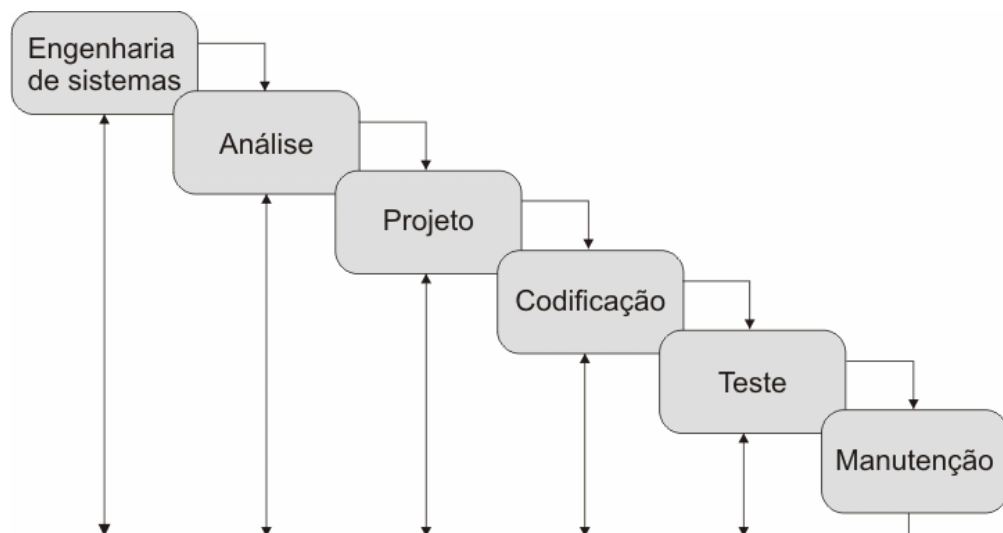 Engenharia
de sistemas
Análise
Projeto
Codificação
Teste
Manutenção